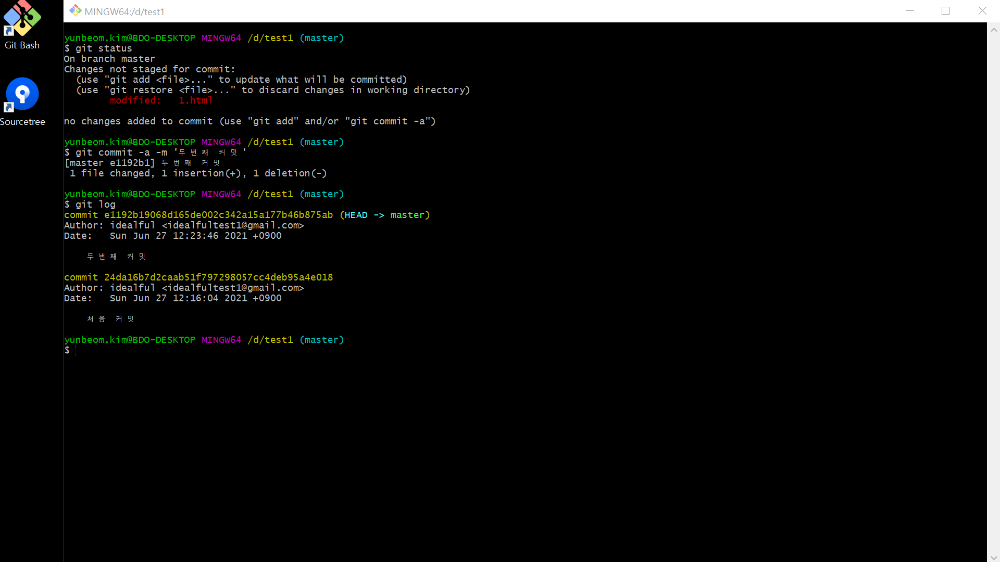 Git Bash
Sourcetree
MINGW64:/d/test1
yunbeom.kim@BDO-DESKTOP MINGW64 /d/test1 (master)
$ git status
On branch master
Changes not staged for commit:
  (use "git add <file>..." to update what will be committed)
  (use "git restore <file>..." to discard changes in working directory)
        modified:   1.html
no changes added to commit (use "git add" and/or "git commit -a")
yunbeom.kim@BDO-DESKTOP MINGW64 /d/test1 (master)
$ git commit -a -m '두번째 커밋'
[master e1192b1] 두번째 커밋
 1 file changed, 1 insertion(+), 1 deletion(-)
yunbeom.kim@BDO-DESKTOP MINGW64 /d/test1 (master)
$ git log
commit e1192b19068d165de002c342a15a177b46b875ab (HEAD -> master)
Author: idealful <idealfultest1@gmail.com>
Date:   Sun Jun 27 12:23:46 2021 +0900
    두번째 커밋
commit 24da16b7d2caab51f797298057cc4deb95a4e018
Author: idealful <idealfultest1@gmail.com>
Date:   Sun Jun 27 12:16:04 2021 +0900
    처음 커밋
yunbeom.kim@BDO-DESKTOP MINGW64 /d/test1 (master)
$